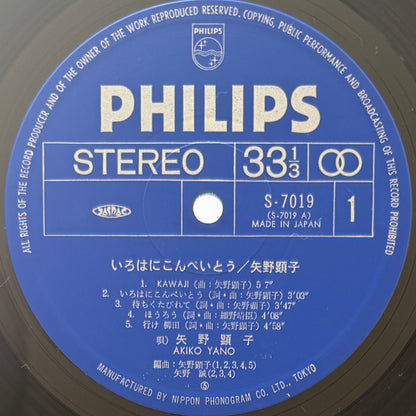 ALL RIGHTS OF THE RECORD PRODUCER AND OF THE OWNER OF THE WORK REPRODUCED RESERVED. COPYING, PUBLIC PERFORMANCE AND BROADCASTING OF THIS RECORD PROHIBITED
PHILIPS
PHILIPS
STEREO 33 1/3
S-7019
(S-7019 A)
MADE IN JAPAN
1
JASRAC
いろはにこんぺいとう/矢野顕子
1. KAWAJI (曲:矢野顕子) 5 7"
2. いろはにこんぺいとう (詞・曲:矢野顕子) 3'03"
3. 待ちくたびれて (詞・曲:矢野顕子) 3'47"
4. ほうろう (詞・曲:細野晴臣) 4'08"
5. 行け 柳田 (詞・曲:矢野顕子) 4'58"
唄 矢野顕子
AKIKO YANO
編曲:矢野顕子(1,2,3,4,5)
矢野 誠(2,3,4)
S
MANUFACTURED BY NIPPON PHONOGRAM CO., LTD., TOKYO